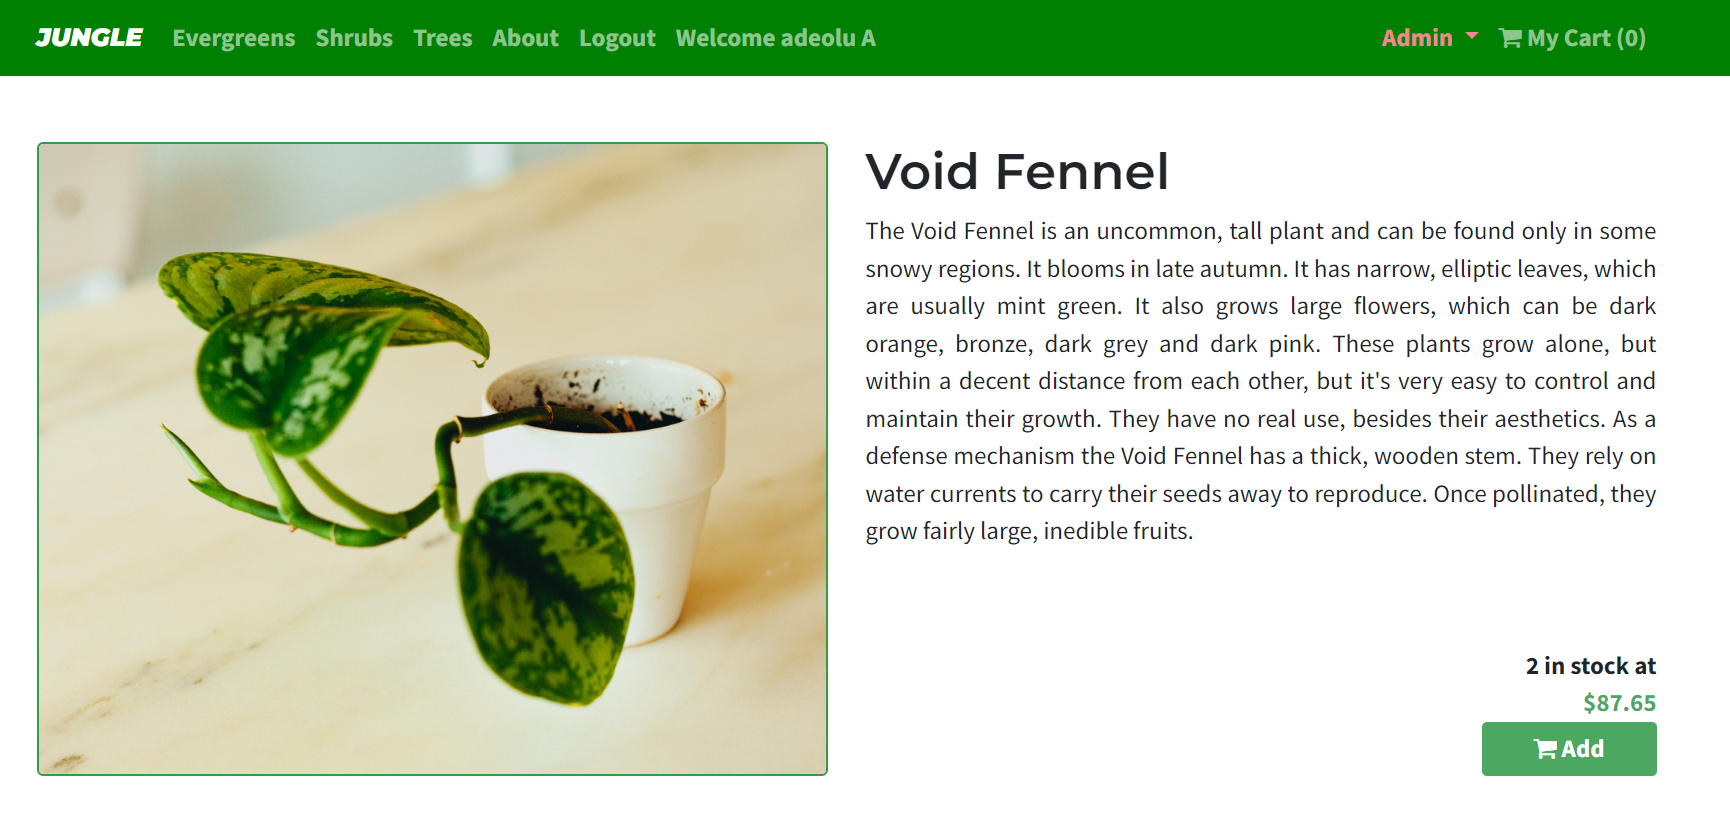 JUNGLE Evergreens Shrubs Trees About Logout Welcome adeolu A Admin My Cart (0)
Void Fennel
The Void Fennel is an uncommon, tall plant and can be found only in some
snowy regions. It blooms in late autumn. It has narrow, elliptic leaves, which
are usually mint green. It also grows large flowers, which can be dark
orange, bronze, dark grey and dark pink. These plants grow alone, but
within a decent distance from each other, but it's very easy to control and
maintain their growth. They have no real use, besides their aesthetics. As a
defense mechanism the Void Fennel has a thick, wooden stem. They rely on
water currents to carry their seeds away to reproduce. Once pollinated, they
grow fairly large, inedible fruits.
2 in stock at
$87.65
Add